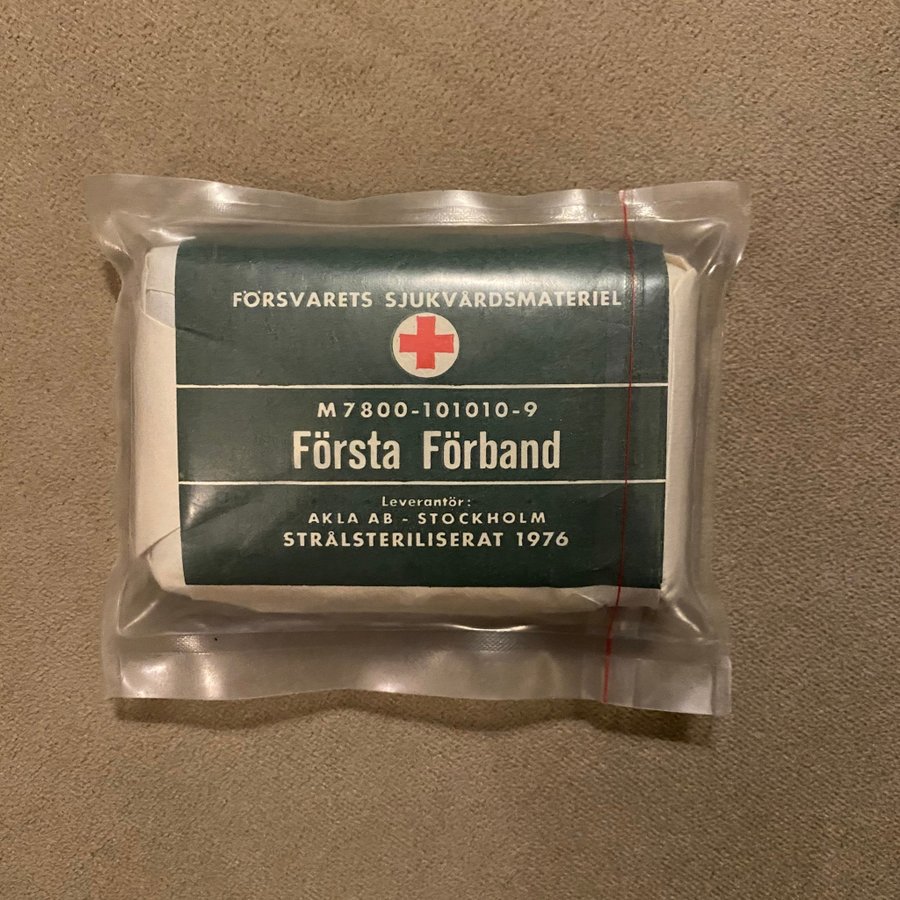 FÖRSVARETS SJUKVÅRDSMATERIEL
M7800-101010-9
Första Förband
Leverantör:
AKLA AB - STOCKHOLM
STRÅLSTERILISERAT 1976